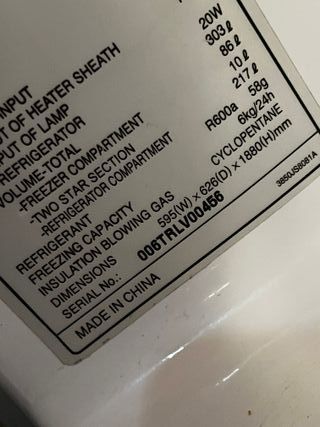 INPUT
OF HEATER SHEATH
OF LAMP 20W
REFRIGERATOR
VOLUME-TOTAL 303ℓ
-FREEZER COMPARTMENT 86ℓ
-TWO STAR SECTION 10ℓ
-REFRIGERATOR COMPARTMENT 217ℓ
REFRIGERANT R600a 58g
FREEZING CAPACITY 6kg/24h
INSULATION BLOWING GAS CYCLOPENTANE
DIMENSIONS 595(W) x 626(D) x 1880(H)mm
SERIAL No.: 006TRLV00456
MADE IN CHINA 3850JS8081A